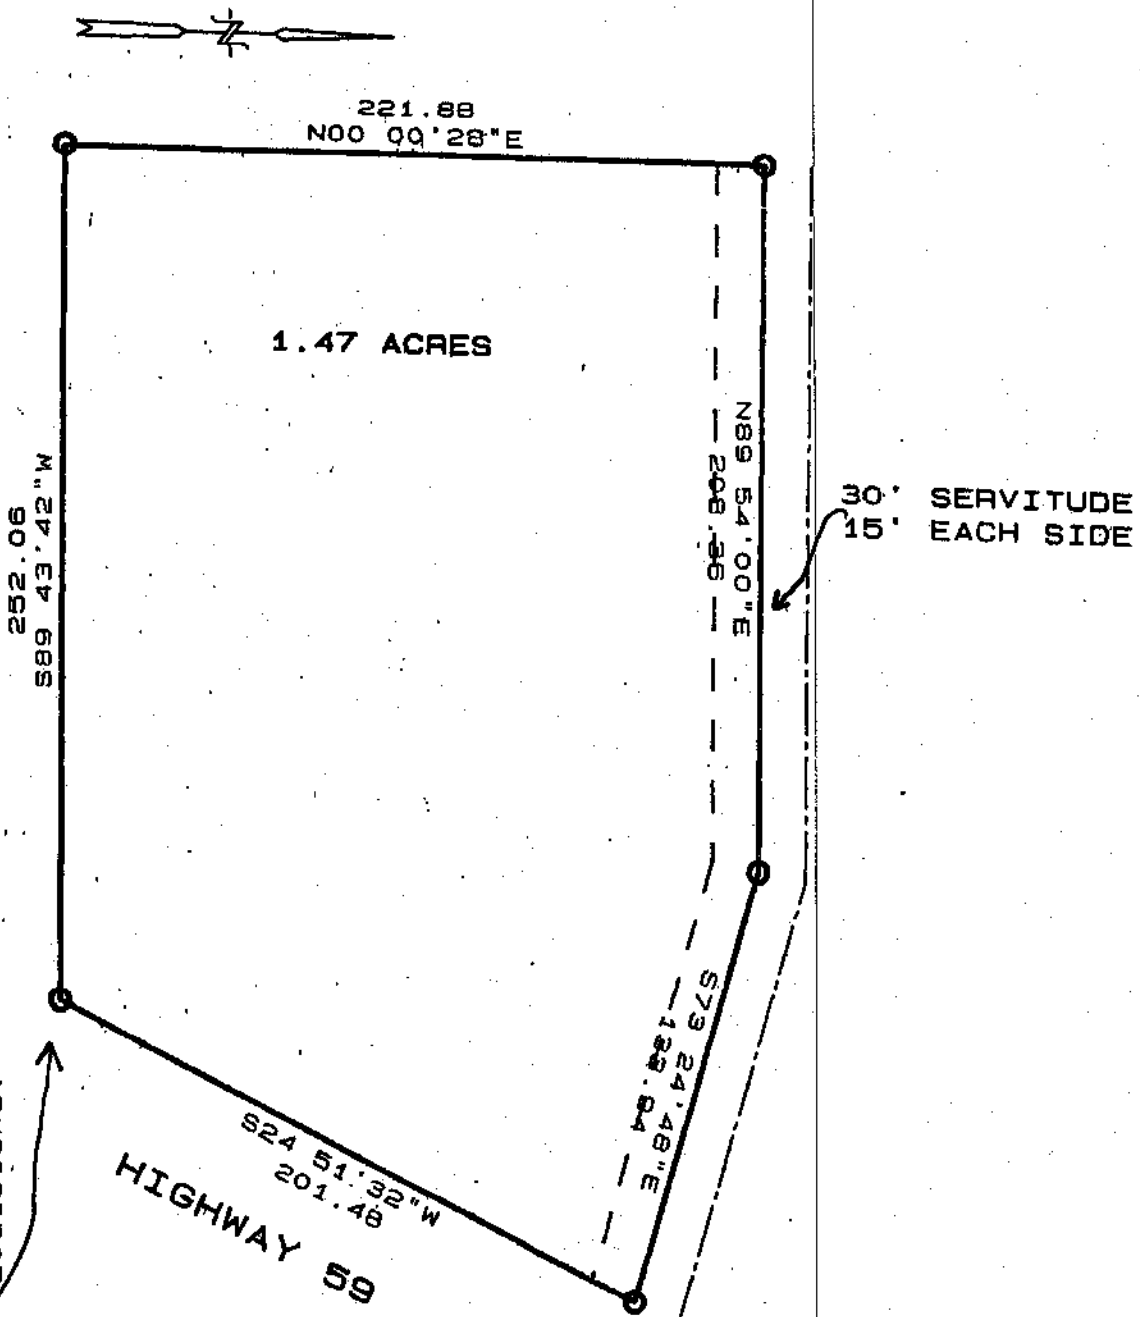 221.88
N00 09'28"E
1.47 ACRES
252.06
S89 43'42"W
N89 54'00"E
208.36
30' SERVITUDE
15' EACH SIDE
S73 24'48"E
S24 51'32"W
201.48
HIGHWAY 59